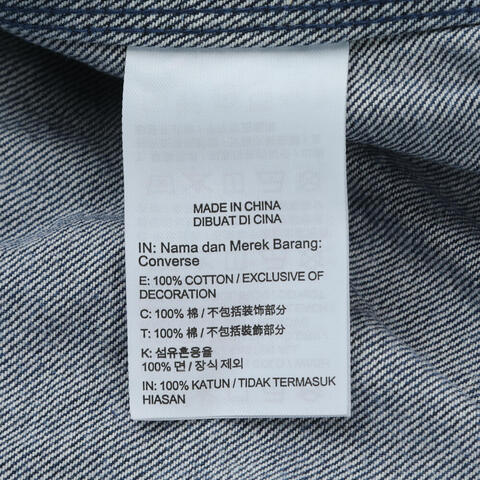 MADE IN CHINA
DIBUAT DI CINA
IN: Nama dan Merek Barang:
Converse
E: 100% COTTON / EXCLUSIVE OF
DECORATION
C: 100% 棉 / 不包括装饰部分
T: 100% 棉 / 不包括裝飾部分
K: 섬유혼용율
100% 면 / 장식 제외
IN: 100% KATUN / TIDAK TERMASUK
HIASAN